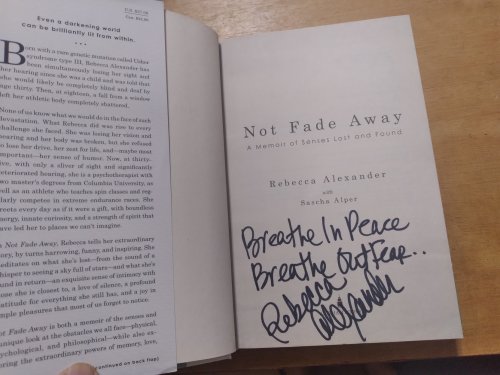 U.S. $27.00
Even a darkening world
can be brilliantly lit from within.
Born with a rare genetic mutation called Usher
syndrome type III, Rebecca Alexander has
been simultaneously losing her sight and
her hearing since she was a child and was told that
she would likely be completely blind and deaf by
age thirty. Then, at eighteen, a fall from a window
left her athletic body completely shattered.
None of us know what we would do in the face of such
devastation. What Rebecca did was rise to every
challenge she faced. She was losing her vision and
hearing and her body was broken, but she refused
to lose her drive, her zest for life, and—maybe most
important—her sense of humor. Now, at thirty-
five, with only a sliver of sight and significantly
deteriorated hearing, she is a psychotherapist with
two master's degrees from Columbia University, as
well as an athlete who teaches spin classes and reg-
ularly competes in extreme endurance races. She
greets every day as if it were a gift, with boundless
energy, innate curiosity, and a strength of spirit that
have led her to places we can't imagine.
In Not Fade Away, Rebecca tells her extraordinary
story, by turns harrowing, funny, and inspiring. She
meditates on what she's lost—from the sound of a
whisper to seeing a sky full of stars—and what she's
found in return—an exquisite sense of intimacy with
those she is closest to, a love of silence, a profound
gratitude for everything she still has, and a joy in
simple pleasures that most of us forget to notice.
Not Fade Away is both a memoir of the senses and
a unique look at the obstacles we all face—physical,
psychological, and philosophical—while also ex-
ploring the extraordinary powers of memory, love,
(continued on back flap)
Not Fade Away
A Memoir of Senses Lost and Found
Rebecca Alexander
with
Sascha Alper
Breathe In Peace
Breathe Out Fear..
Rebecca
Alexander